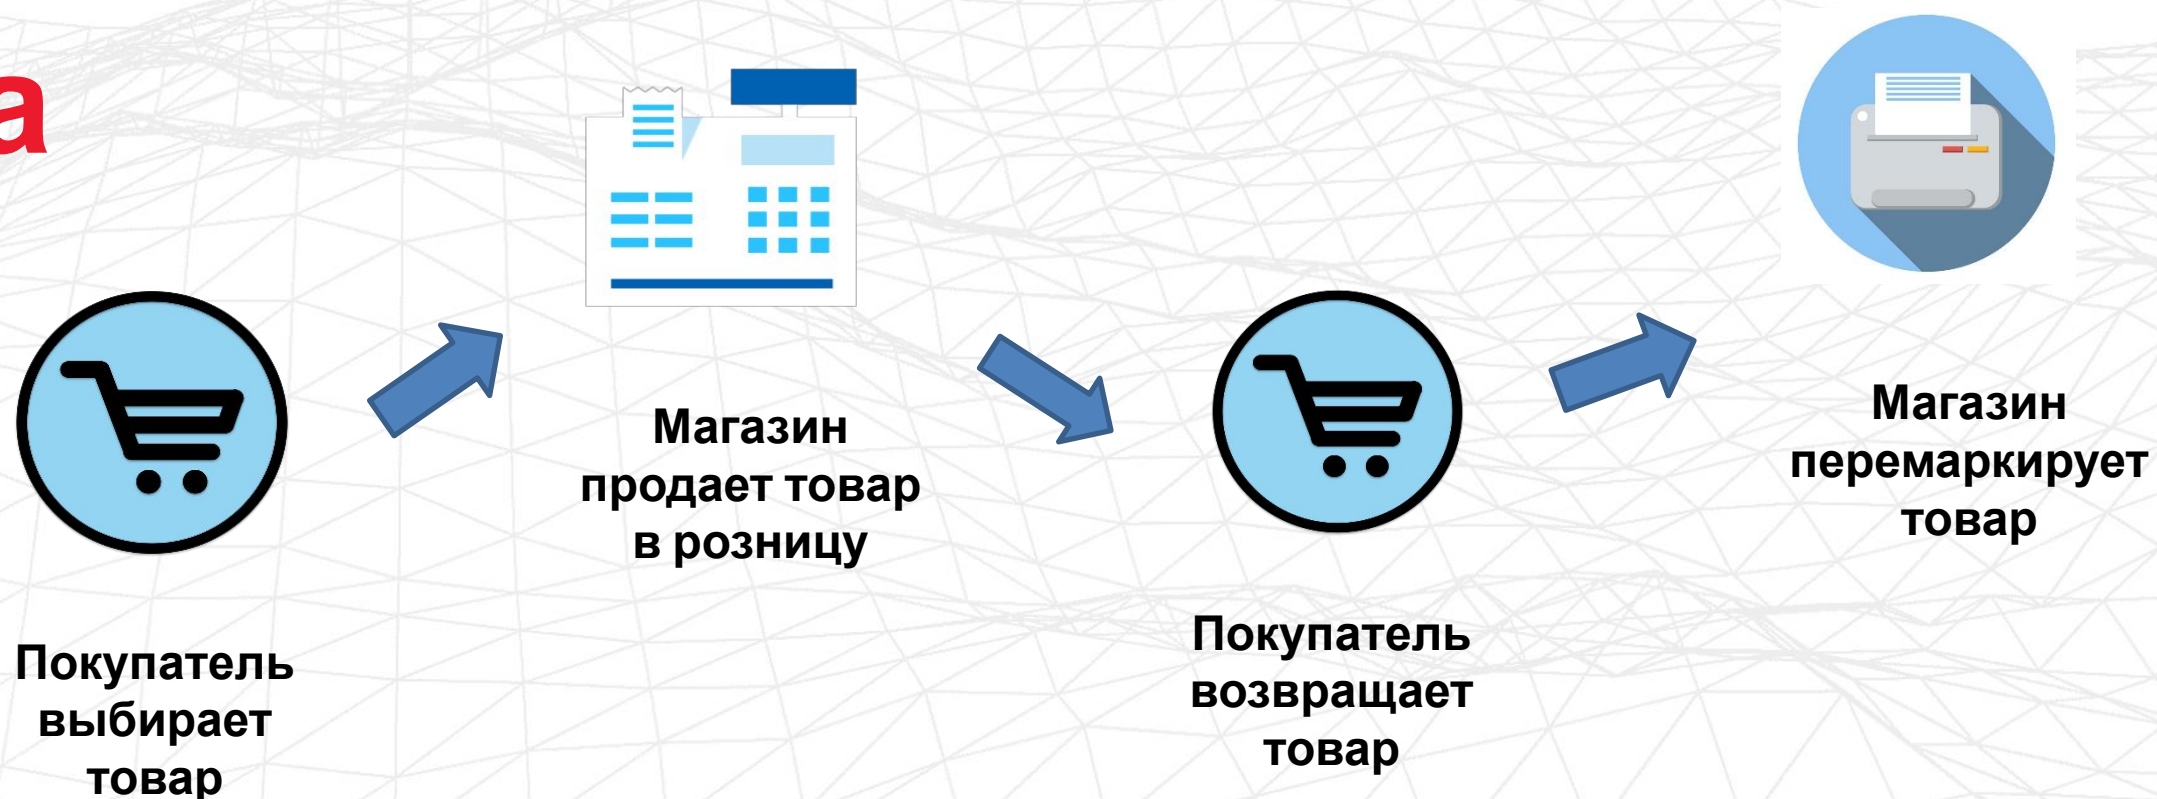 а
Покупатель
выбирает
товар
Магазин
продает товар
в розницу
Покупатель
возвращает
товар
Магазин
перемаркирует
товар